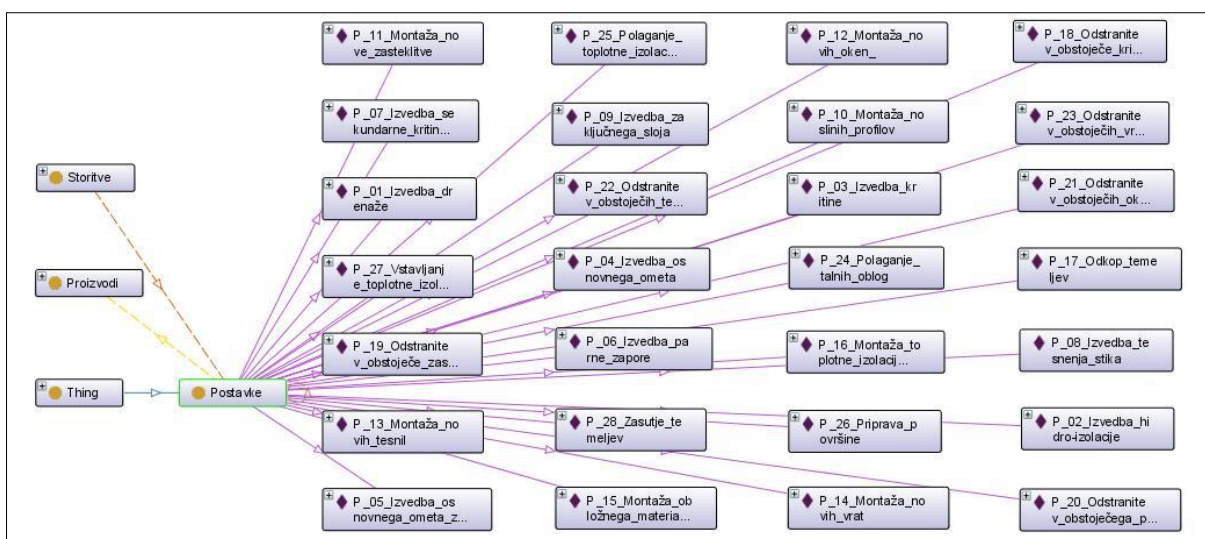 P_11_Montaža_no
ve_zasteklitve
P_25_Polaganje_
toplotne_izolac...
P_12_Montaža_no
vih_oken_
P_18_Odstranite
v_obstoječe_kri...
P_07_Izvedba_se
kundarne_kritin...
P_09_Izvedba_za
ključnega_sloja
P_10_Montaža_no
slinih_profilov
P_23_Odstranite
v_obstoječih_vr...
Storitve
P_01_Izvedba_dr
enaže
P_22_Odstranite
v_obstoječih_te...
P_03_Izvedba_kr
itine
P_21_Odstranite
v_obstoječih_ok...
Proizvodi
P_27_Vstavljanj
e_toplotne_izol...
P_04_Izvedba_os
novnega_ometa
P_24_Polaganje_
talnih_oblog
P_17_Odkop_teme
ljev
P_19_Odstranite
v_obstoječe_zas...
P_06_Izvedba_pa
rne_zapore
P_16_Montaža_to
plotne_izolacij...
P_08_Izvedba_te
snenja_stika
Thing
Postavke
P_13_Montaža_no
vih_tesnil
P_28_Zasutje_te
meljev
P_26_Priprava_p
ovršine
P_02_Izvedba_hi
dro-izolacije
P_05_Izvedba_os
novnega_ometa_z...
P_15_Montaža_ob
ložnega_materia...
P_14_Montaža_no
vih_vrat
P_20_Odstranite
v_obstoječega_p...